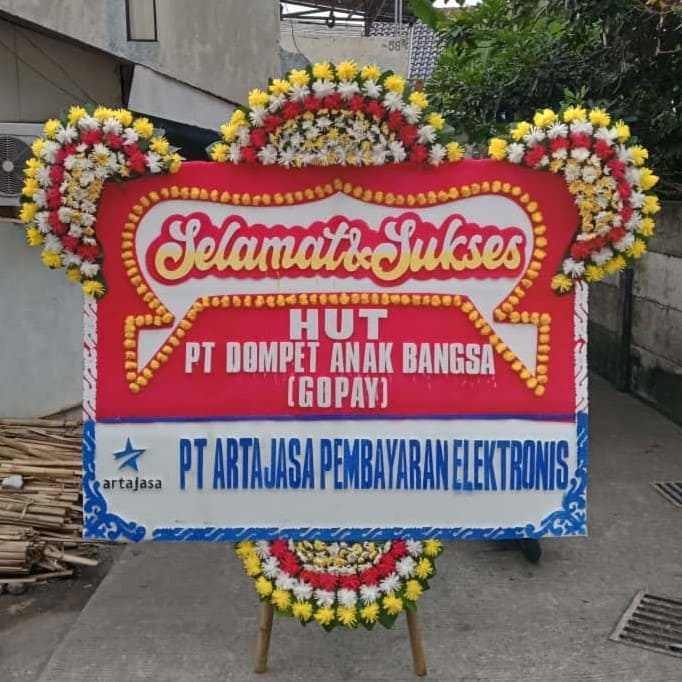 Selamat & Sukses
HUT
PT DOMPET ANAK BANGSA
(GOPAY)
artajasa
PT ARTAJASA PEMBAYARAN ELEKTRONIS